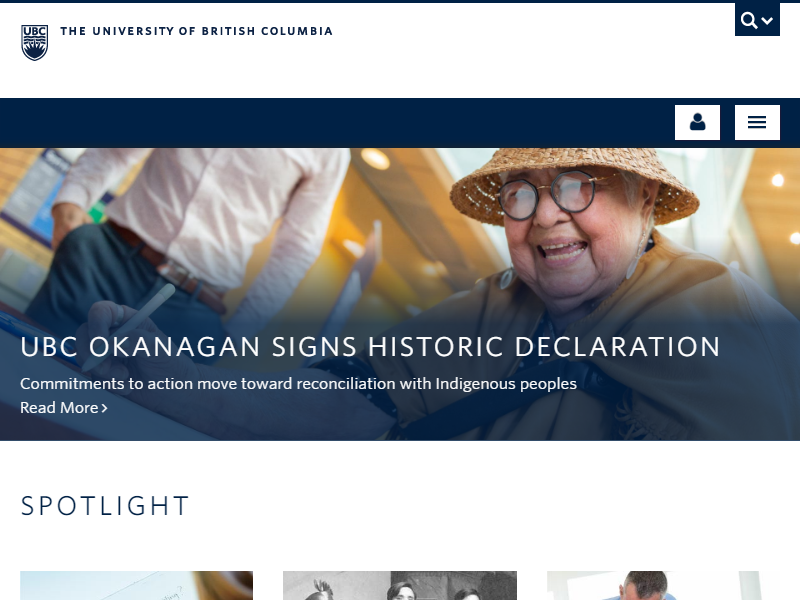 UBC
THE UNIVERSITY OF BRITISH COLUMBIA
UBC OKANAGAN SIGNS HISTORIC DECLARATION
Commitments to action move toward reconciliation with Indigenous peoples
Read More
SPOTLIGHT